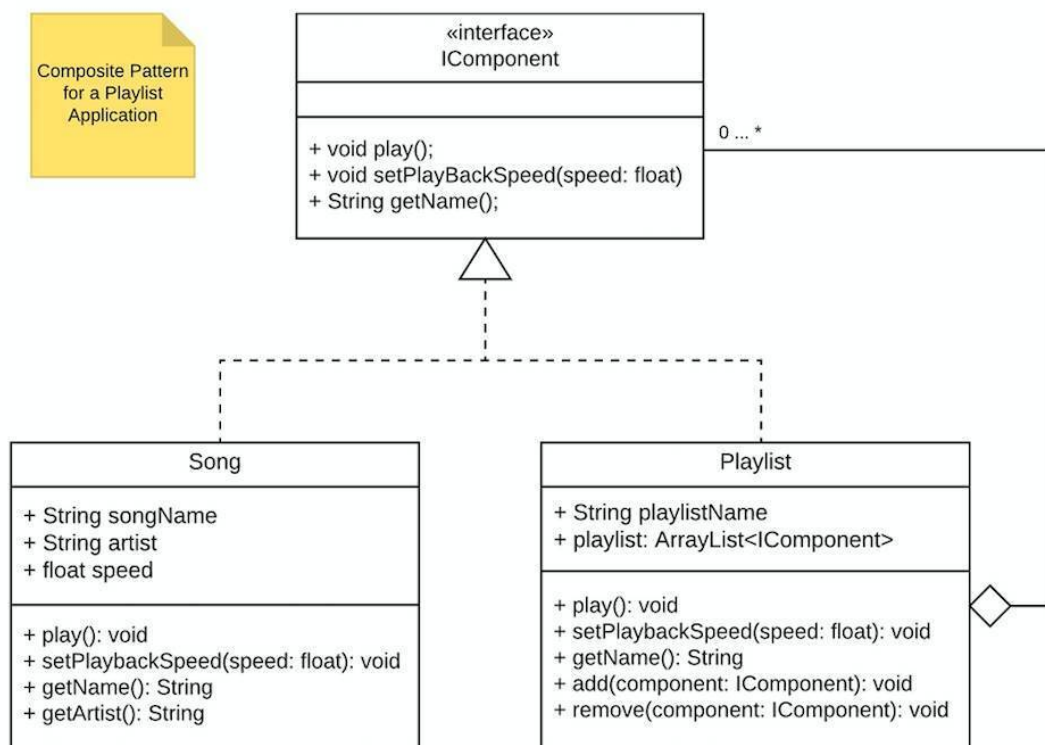 Composite Pattern
for a Playlist
Application
«interface»
IComponent
+ void play();
+ void setPlayBackSpeed(speed: float)
+ String getName();
0 ... *
Song
+ String songName
+ String artist
+ float speed
+ play(): void
+ setPlaybackSpeed(speed: float): void
+ getName(): String
+ getArtist(): String
Playlist
+ String playlistName
+ playlist: ArrayList<IComponent>
+ play(): void
+ setPlaybackSpeed(speed: float): void
+ getName(): String
+ add(component: IComponent): void
+ remove(component: IComponent): void